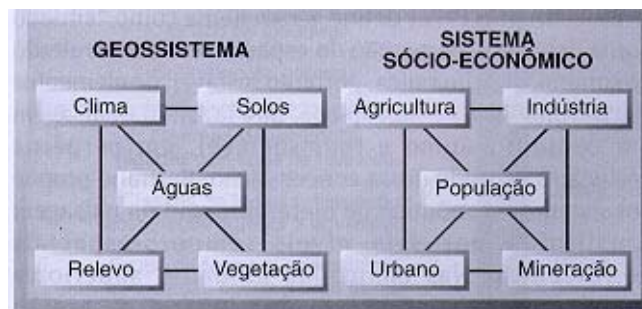 GEOSSISTEMA
SISTEMA
SÓCIO-ECONÔMICO
Clima
Solos
Águas
Relevo
Vegetação
Agricultura
Indústria
População
Urbano
Mineração